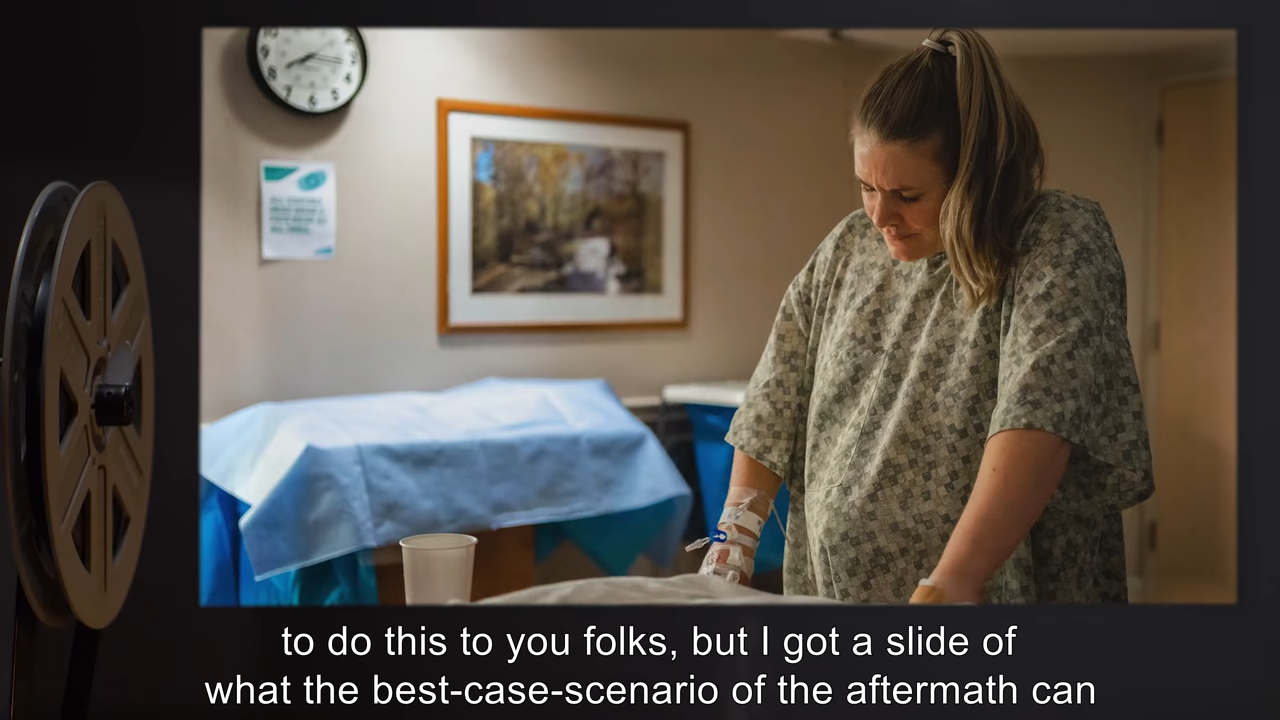 to do this to you folks, but I got a slide of
what the best-case-scenario of the aftermath can